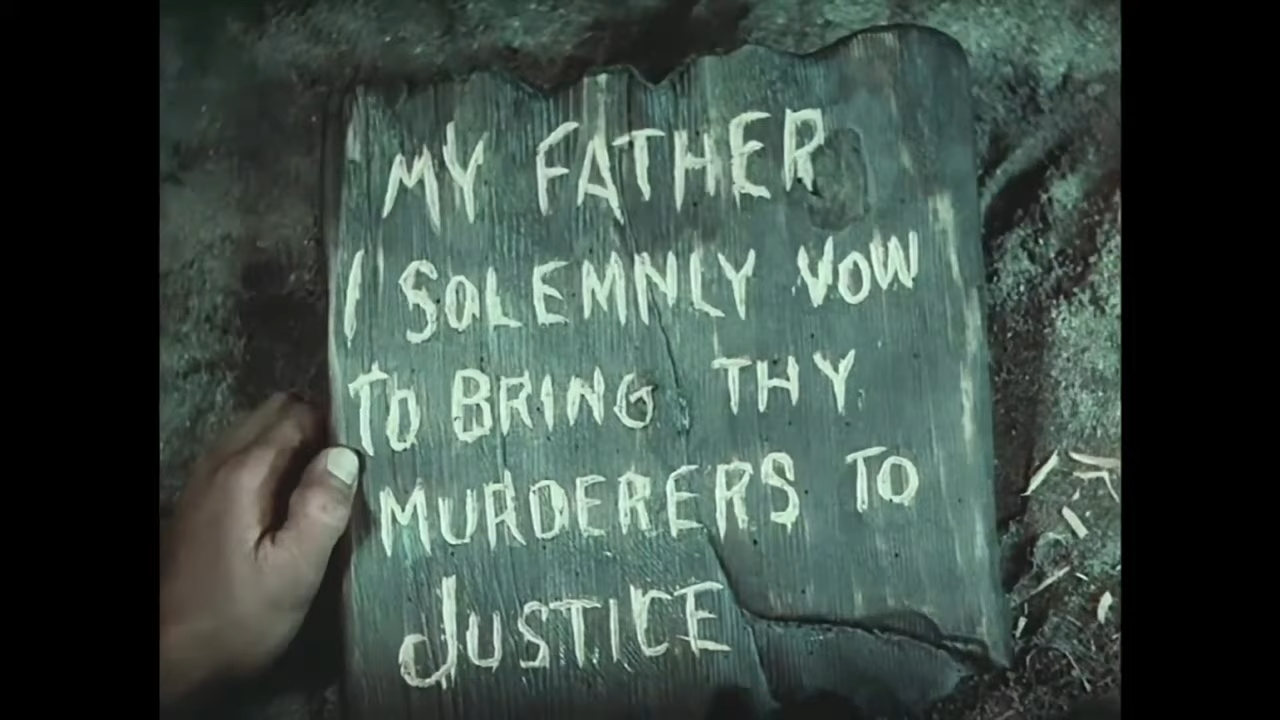 MY FATHER
I SOLEMNLY VOW
TO BRING THY
MURDERERS TO
JUSTICE